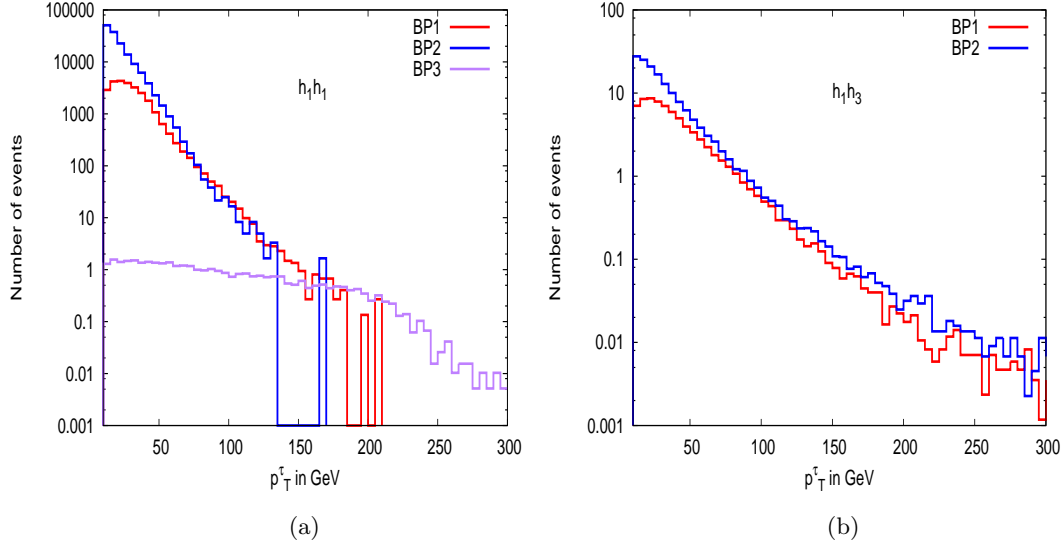 100000
10000
1000
100
10
1
0.1
0.01
0.001
50
100
150
200
250
300
Number of events
p^τ_T in GeV
BP1
BP2
BP3
h₁h₁
(a)
100
10
1
0.1
0.01
0.001
50
100
150
200
250
300
Number of events
p^τ_T in GeV
BP1
BP2
h₁h₃
(b)